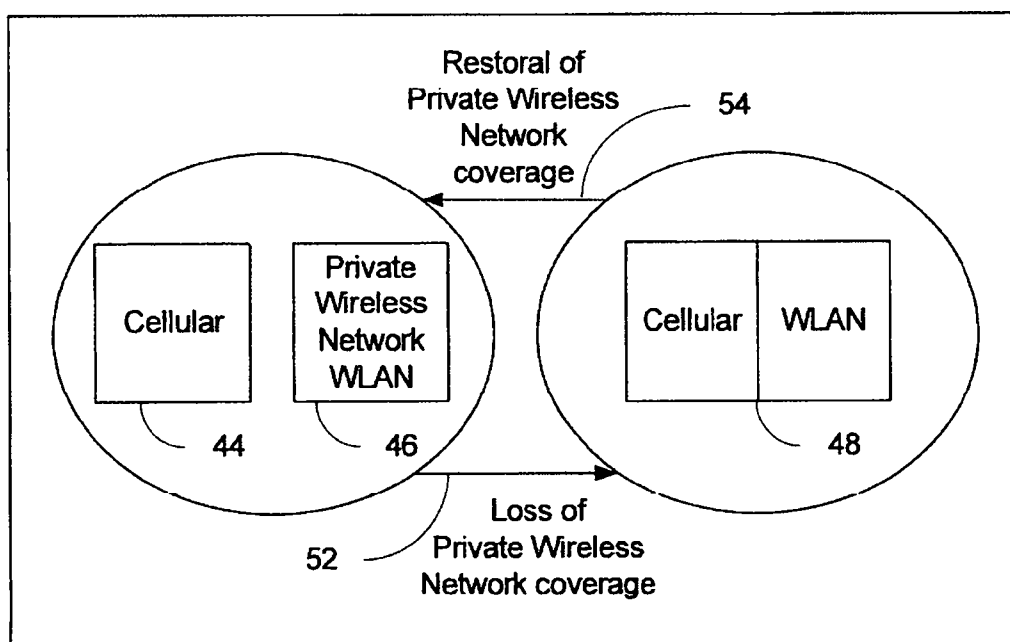 Restoral of
Private Wireless
Network
coverage
54
Cellular
Private
Wireless
Network
WLAN
Cellular
WLAN
44
46
48
52
Loss of
Private Wireless
Network coverage